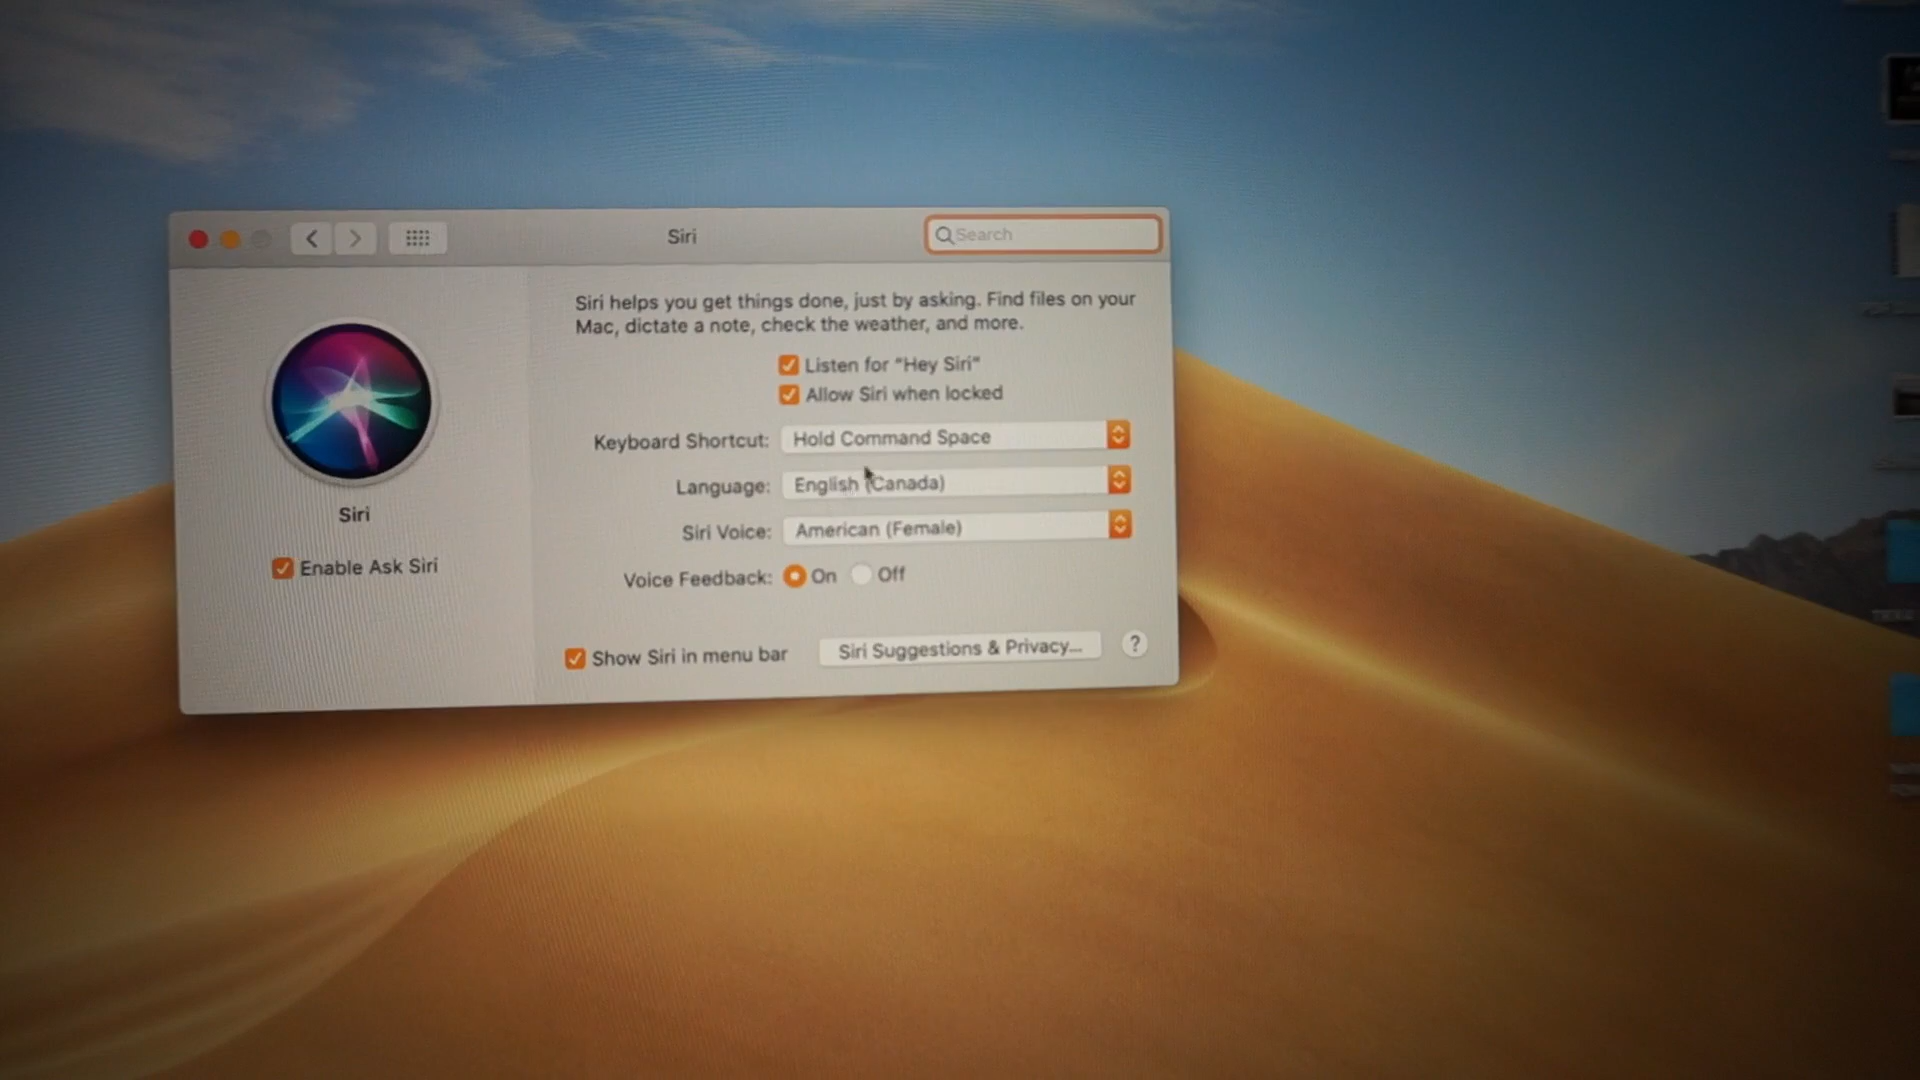 Siri
Search
Siri helps you get things done, just by asking. Find files on your
Mac, dictate a note, check the weather, and more.
Listen for "Hey Siri"
Allow Siri when locked
Keyboard Shortcut: Hold Command Space
Language: English (Canada)
Siri Voice: American (Female)
Voice Feedback: On Off
Siri
Enable Ask Siri
Show Siri in menu bar Siri Suggestions & Privacy... ?